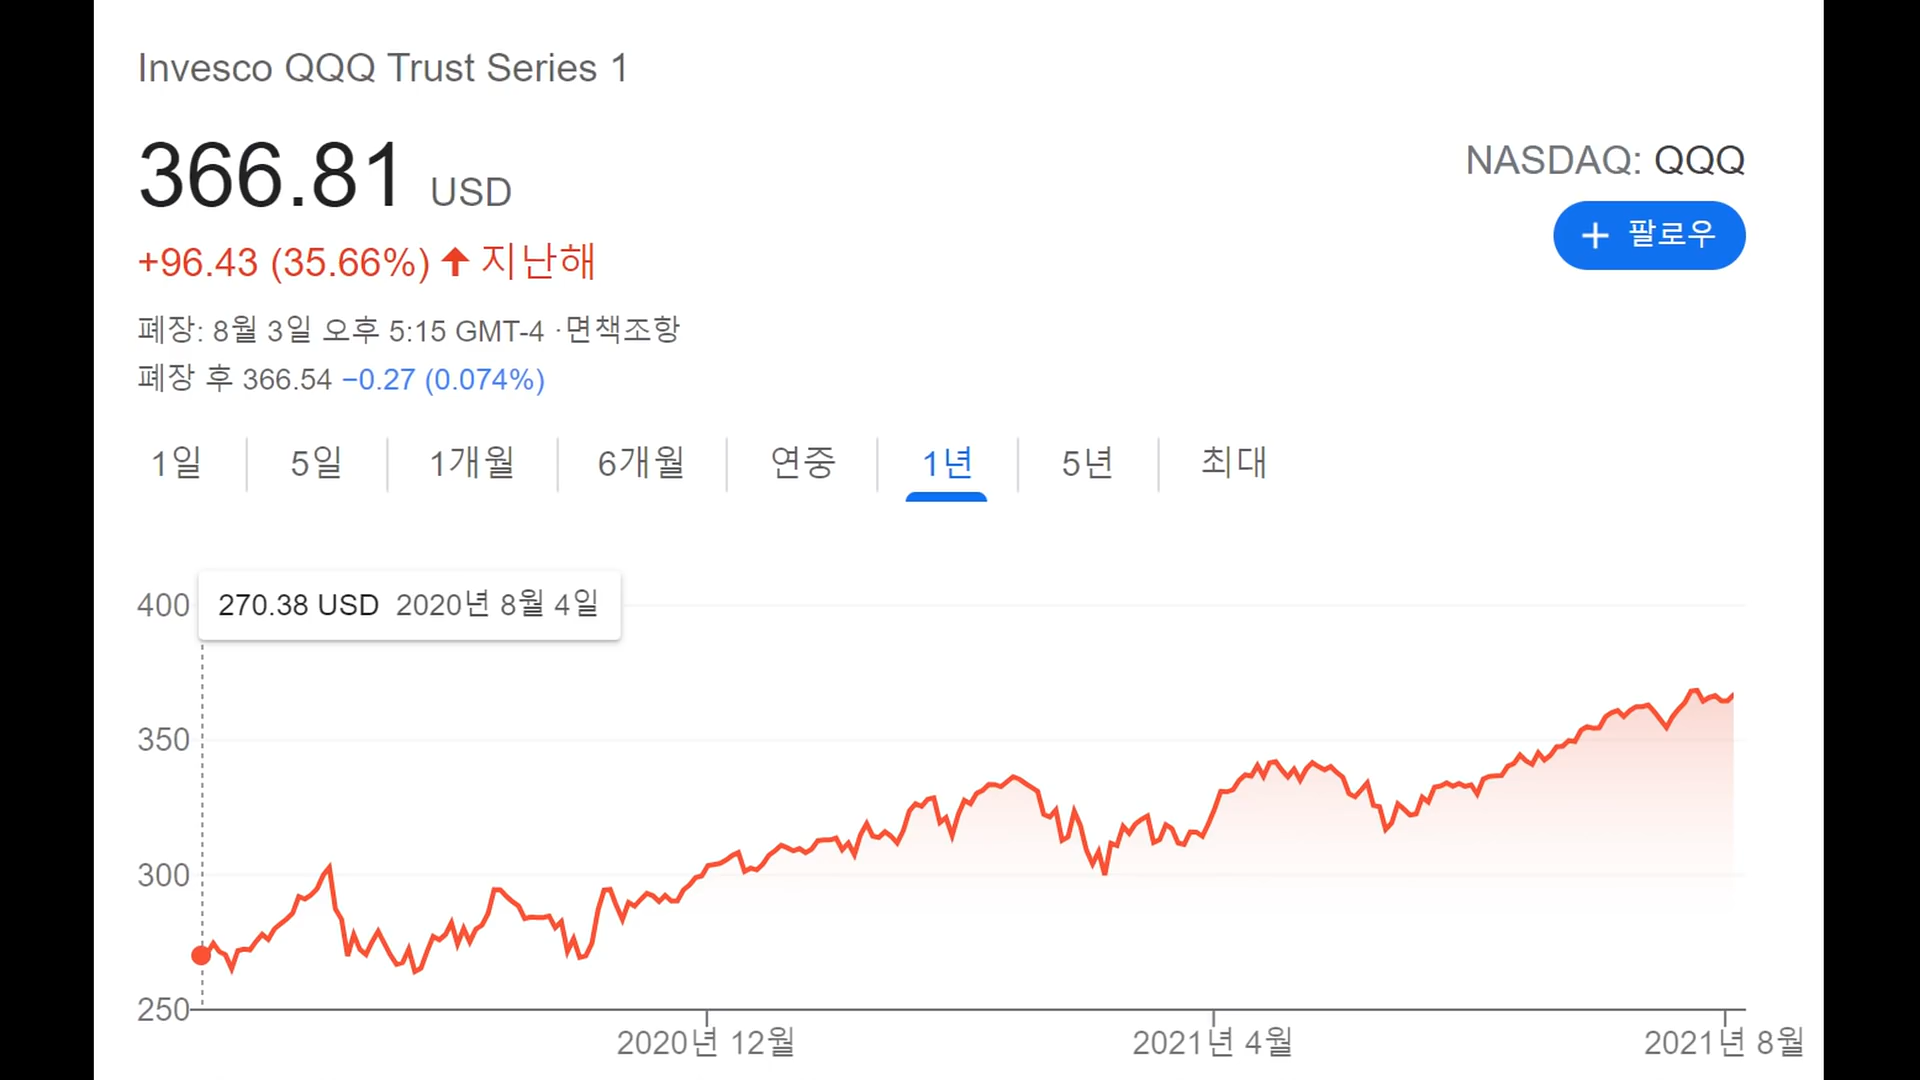 Invesco QQQ Trust Series 1
366.81 USD
NASDAQ: QQQ
+ 팔로우
+96.43 (35.66%) ↑ 지난해
폐장: 8월 3일 오후 5:15 GMT-4 · 면책조항
폐장 후 366.54 −0.27 (0.074%)
1일 5일 1개월 6개월 연중 1년 5년 최대
270.38 USD 2020년 8월 4일
400
350
300
250
2020년 12월 2021년 4월 2021년 8월